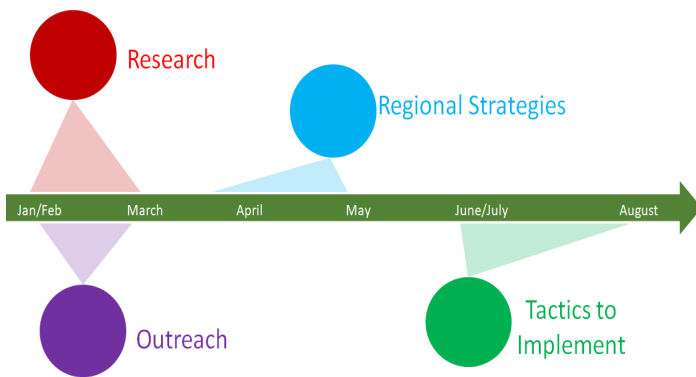 Research
Regional Strategies
Jan/Feb March April May June/July August
Outreach
Tactics to
Implement